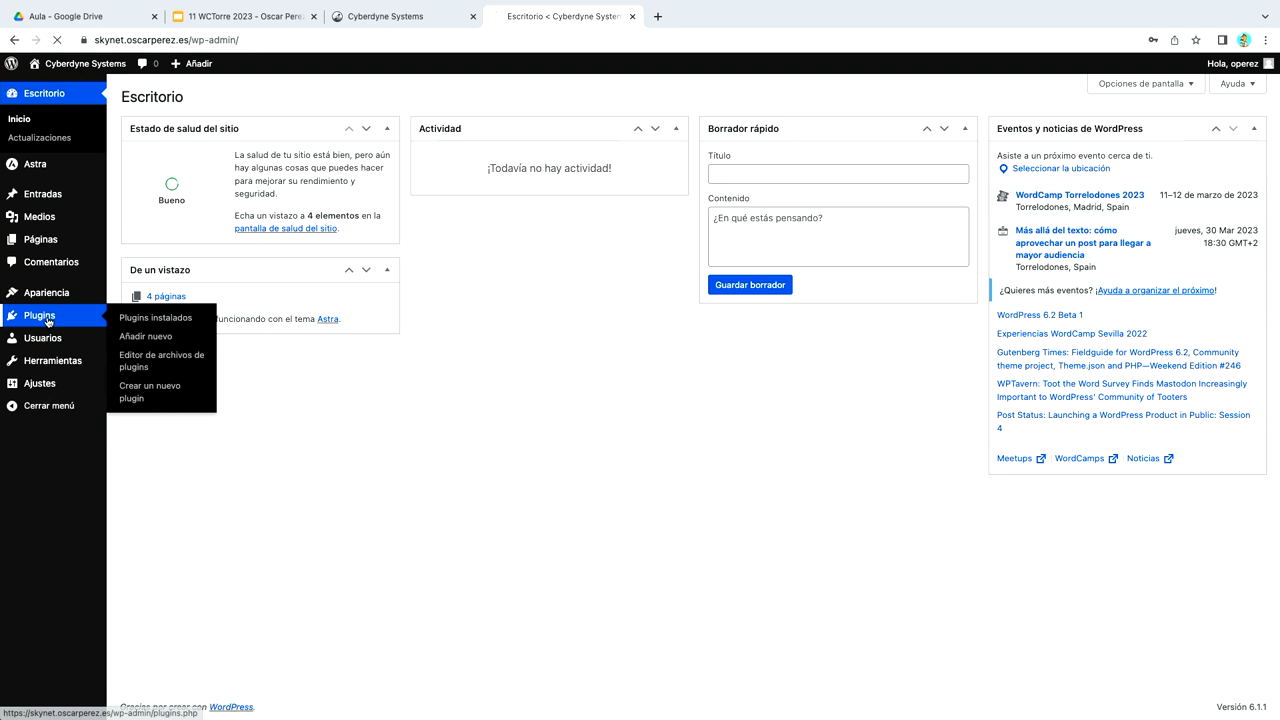 Aula - Google Drive
11 WCTorre 2023 - Oscar Perez
Cyberdyne Systems
Escritorio < Cyberdyne System
skynet.oscarperez.es/wp-admin/
Cyberdyne Systems
0
Añadir
Hola, operez
Escritorio
Inicio
Actualizaciones
Astra
Entradas
Medios
Páginas
Comentarios
Apariencia
Plugins
Usuarios
Herramientas
Ajustes
Cerrar menú
Plugins instalados
Añadir nuevo
Editor de archivos de
plugins
Crear un nuevo
plugin
Escritorio
Opciones de pantalla
Ayuda
Estado de salud del sitio
Bueno
La salud de tu sitio está bien, pero aún
hay algunas cosas que puedes hacer
para mejorar su rendimiento y
seguridad.
Echa un vistazo a 4 elementos en la
pantalla de salud del sitio.
De un vistazo
4 páginas
funcionando con el tema Astra.
Actividad
¡Todavía no hay actividad!
Borrador rápido
Título
Contenido
¿En qué estás pensando?
Guardar borrador
Eventos y noticias de WordPress
Asiste a un próximo evento cerca de ti.
Seleccionar la ubicación
WordCamp Torrelodones 2023 11–12 de marzo de 2023
Torrelodones, Madrid, Spain
Más allá del texto: cómo jueves, 30 Mar 2023
aprovechar un post para llegar a 18:30 GMT+2
mayor audiencia
Torrelodones, Spain
¿Quieres más eventos? ¡Ayuda a organizar el próximo!
WordPress 6.2 Beta 1
Experiencias WordCamp Sevilla 2022
Gutenberg Times: Fieldguide for WordPress 6.2, Community
theme project, Theme.json and PHP—Weekend Edition #246
WPTavern: Toot the Word Survey Finds Mastodon Increasingly
Important to WordPress' Community of Tooters
Post Status: Launching a WordPress Product in Public: Session
4
Meetups WordCamps Noticias
Gracias por crear con WordPress.
Versión 6.1.1
https://skynet.oscarperez.es/wp-admin/plugins.php